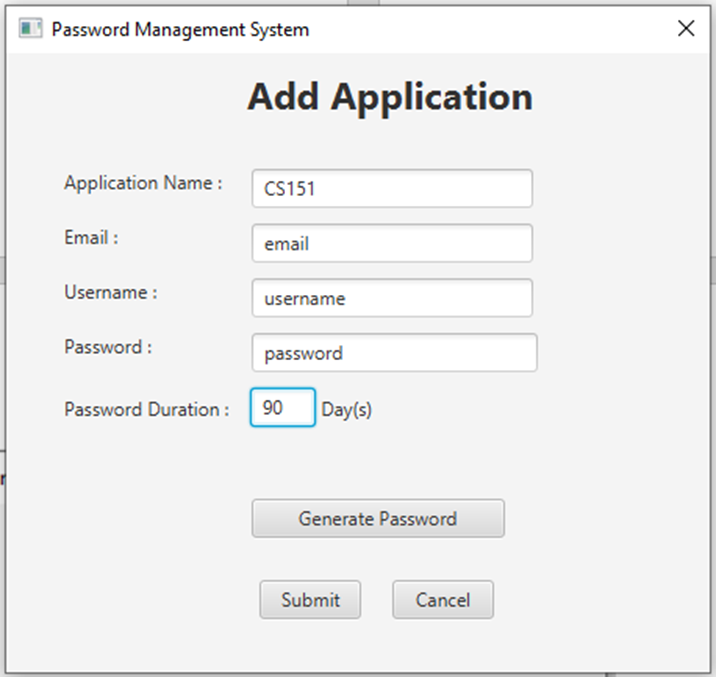 Password Management System
Add Application
Application Name : CS151
Email : email
Username : username
Password : password
Password Duration : 90 Day(s)
Generate Password
Submit Cancel